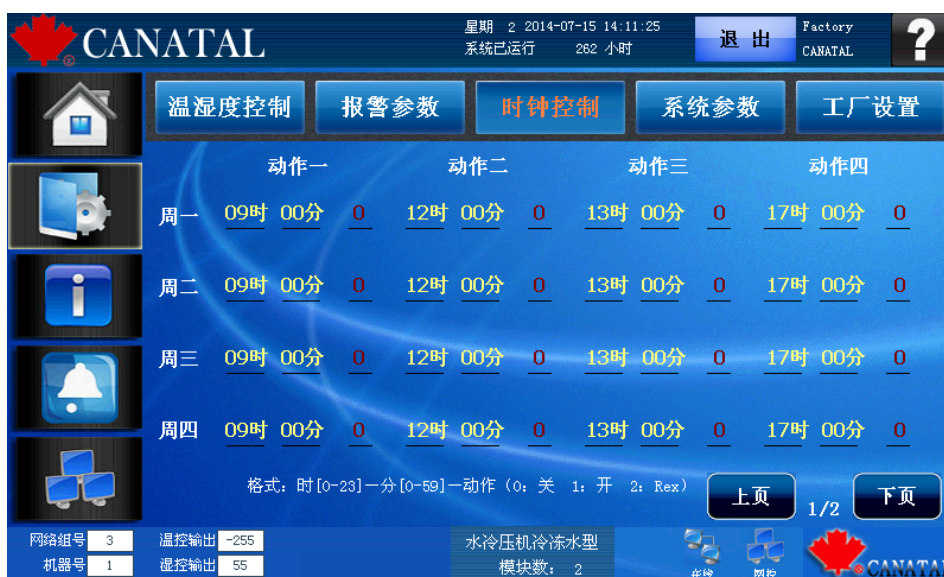 CANATAL
星期 2 2014-07-15 14:11:25
系统已运行 262 小时
退出
Factory
CANATAL
?
温湿度控制 报警参数 时钟控制 系统参数 工厂设置
动作一 动作二 动作三 动作四
周一 09时 00分 0 12时 00分 0 13时 00分 0 17时 00分 0
周二 09时 00分 0 12时 00分 0 13时 00分 0 17时 00分 0
周三 09时 00分 0 12时 00分 0 13时 00分 0 17时 00分 0
周四 09时 00分 0 12时 00分 0 13时 00分 0 17时 00分 0
格式：时[0-23]—分[0-59]—动作（0：关 1：开 2：Rex）
上页 1/2 下页
网络组号 3 温控输出 -255
机器号 1 湿控输出 55
水冷压机冷冻水型
模块数： 2
CANATA